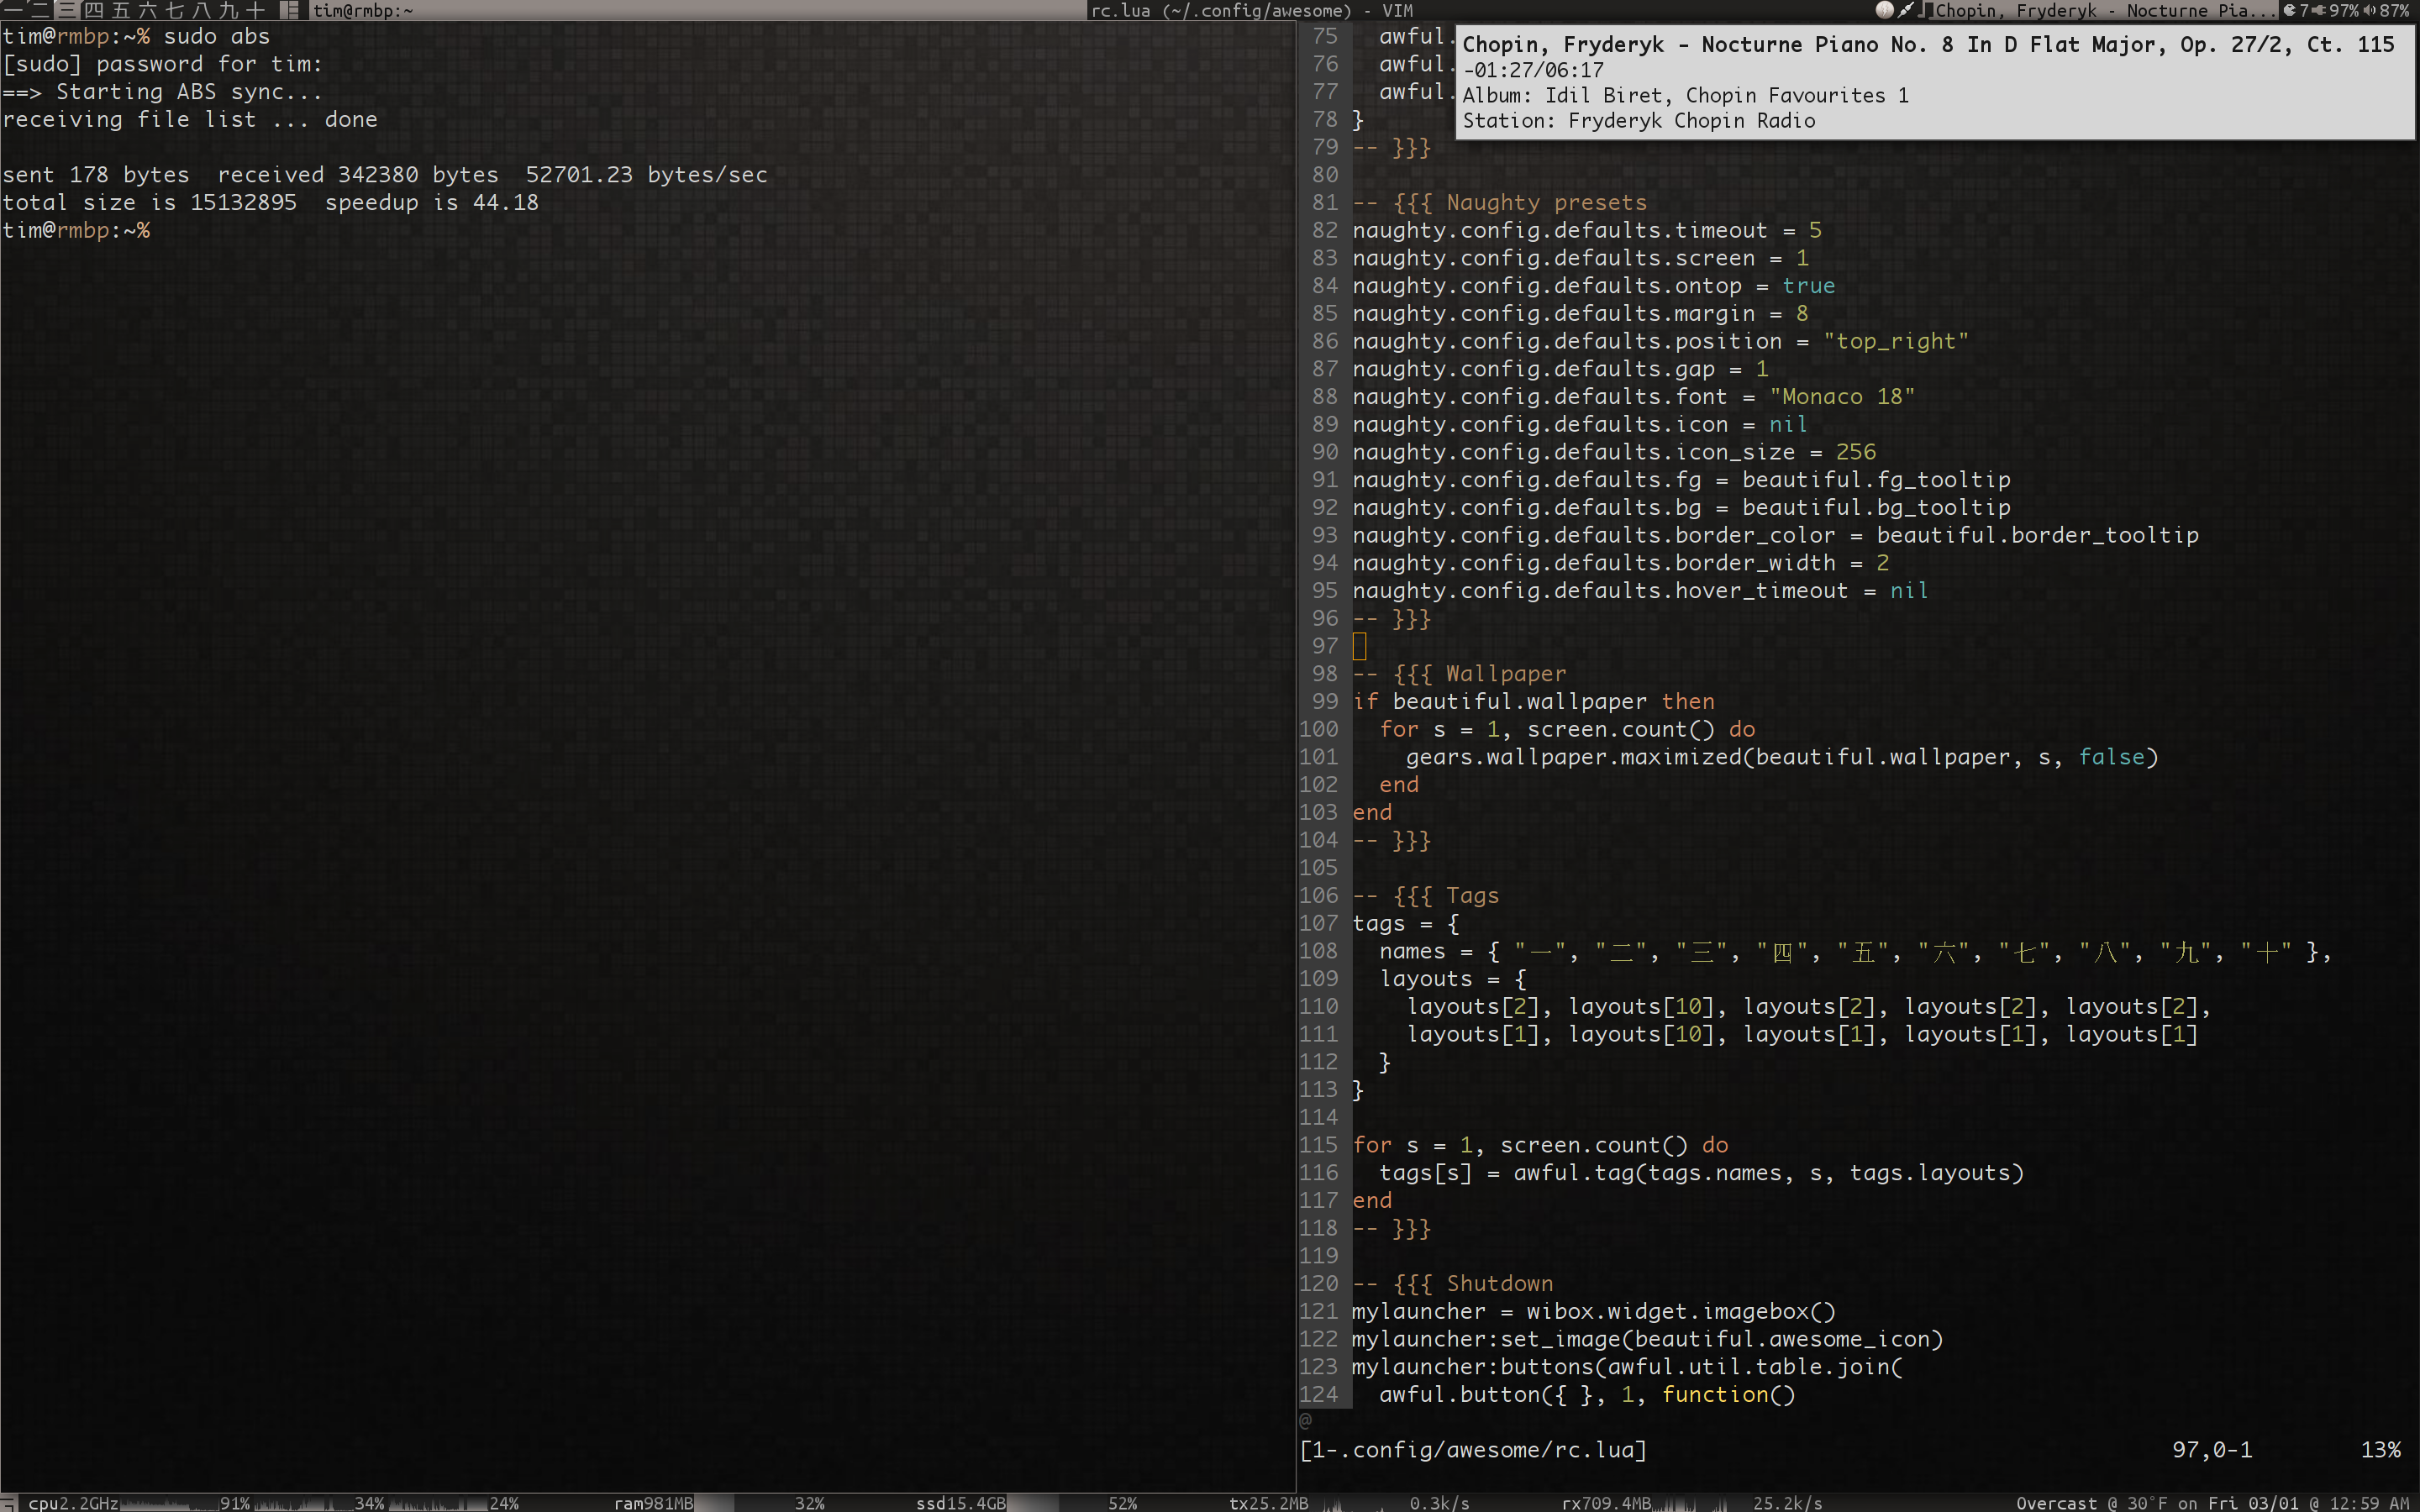 一 二 三 四 五 六 七 八 九 十 tim@rmbp:~ rc.lua (~/.config/awesome) - VIM Chopin, Fryderyk - Nocturne Pia... 7 97% 87%
tim@rmbp:~% sudo abs
[sudo] password for tim:
==> Starting ABS sync...
receiving file list ... done
sent 178 bytes  received 342380 bytes  52701.23 bytes/sec
total size is 15132895  speedup is 44.18
tim@rmbp:~%
Chopin, Fryderyk - Nocturne Piano No. 8 In D Flat Major, Op. 27/2, Ct. 115
-01:27/06:17
Album: Idil Biret, Chopin Favourites 1
Station: Fryderyk Chopin Radio
75   awful.
76   awful.
77   awful.
78 }
79 -- }}}
80
81 -- {{{ Naughty presets
82 naughty.config.defaults.timeout = 5
83 naughty.config.defaults.screen = 1
84 naughty.config.defaults.ontop = true
85 naughty.config.defaults.margin = 8
86 naughty.config.defaults.position = "top_right"
87 naughty.config.defaults.gap = 1
88 naughty.config.defaults.font = "Monaco 18"
89 naughty.config.defaults.icon = nil
90 naughty.config.defaults.icon_size = 256
91 naughty.config.defaults.fg = beautiful.fg_tooltip
92 naughty.config.defaults.bg = beautiful.bg_tooltip
93 naughty.config.defaults.border_color = beautiful.border_tooltip
94 naughty.config.defaults.border_width = 2
95 naughty.config.defaults.hover_timeout = nil
96 -- }}}
97
98 -- {{{ Wallpaper
99 if beautiful.wallpaper then
100   for s = 1, screen.count() do
101     gears.wallpaper.maximized(beautiful.wallpaper, s, false)
102   end
103 end
104 -- }}}
105
106 -- {{{ Tags
107 tags = {
108   names = { "一", "二", "三", "四", "五", "六", "七", "八", "九", "十" },
109   layouts = {
110     layouts[2], layouts[10], layouts[2], layouts[2], layouts[2],
111     layouts[1], layouts[10], layouts[1], layouts[1], layouts[1]
112   }
113 }
114
115 for s = 1, screen.count() do
116   tags[s] = awful.tag(tags.names, s, tags.layouts)
117 end
118 -- }}}
119
120 -- {{{ Shutdown
121 mylauncher = wibox.widget.imagebox()
122 mylauncher:set_image(beautiful.awesome_icon)
123 mylauncher:buttons(awful.util.table.join(
124   awful.button({ }, 1, function()
@
[1-.config/awesome/rc.lua] 97,0-1 13%
cpu2.2GHz 91% 34% 24% ram981MB 32% ssd15.4GB 52% tx25.2MB 0.3k/s rx709.4MB 25.2k/s Overcast @ 30°F on Fri 03/01 @ 12:59 AM